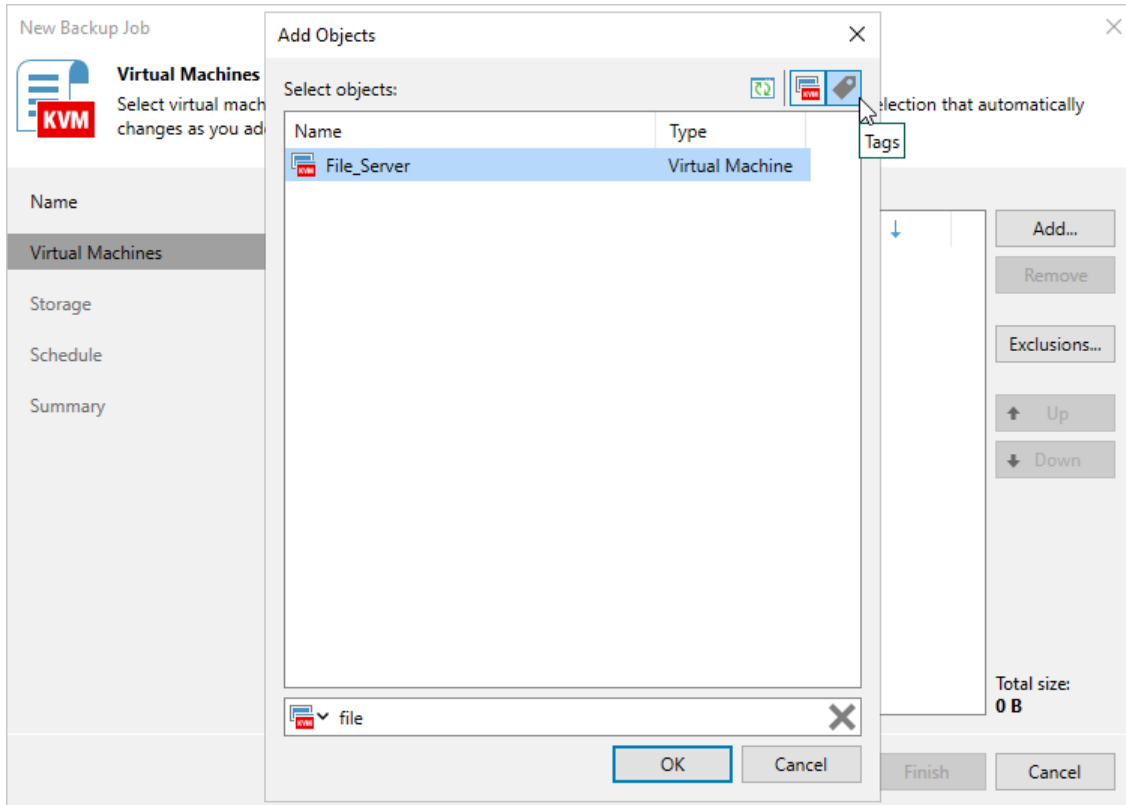 New Backup Job
KVM
Virtual Machines
Select virtual mach
changes as you ad
election that automatically
Name
Virtual Machines
Storage
Schedule
Summary
Add Objects
Select objects:
KVM
Tags
Name Type
KVM File_Server Virtual Machine
KVM file
OK Cancel
Add...
Remove
Exclusions...
Up
Down
Total size:
0 B
Finish Cancel